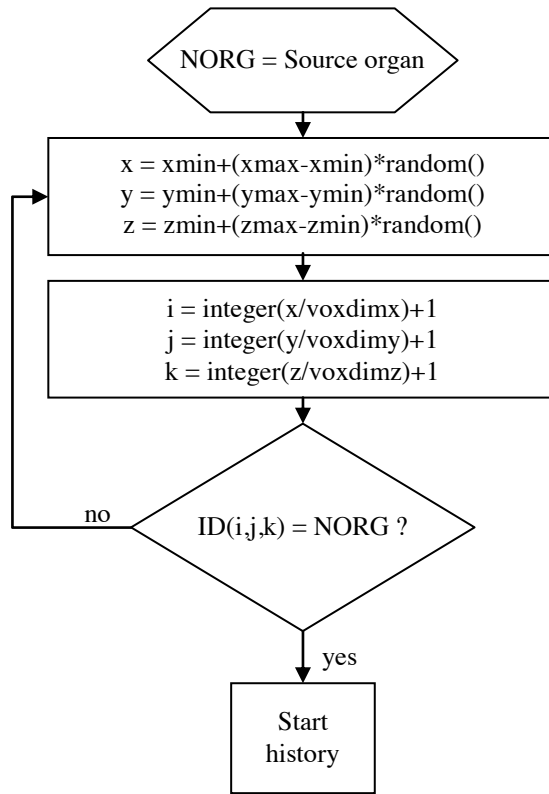 NORG = Source organ
x = xmin+(xmax-xmin)*random()
y = ymin+(ymax-ymin)*random()
z = zmin+(zmax-zmin)*random()
i = integer(x/voxdimx)+1
j = integer(y/voxdimy)+1
k = integer(z/voxdimz)+1
no
ID(i,j,k) = NORG ?
yes
Start
history